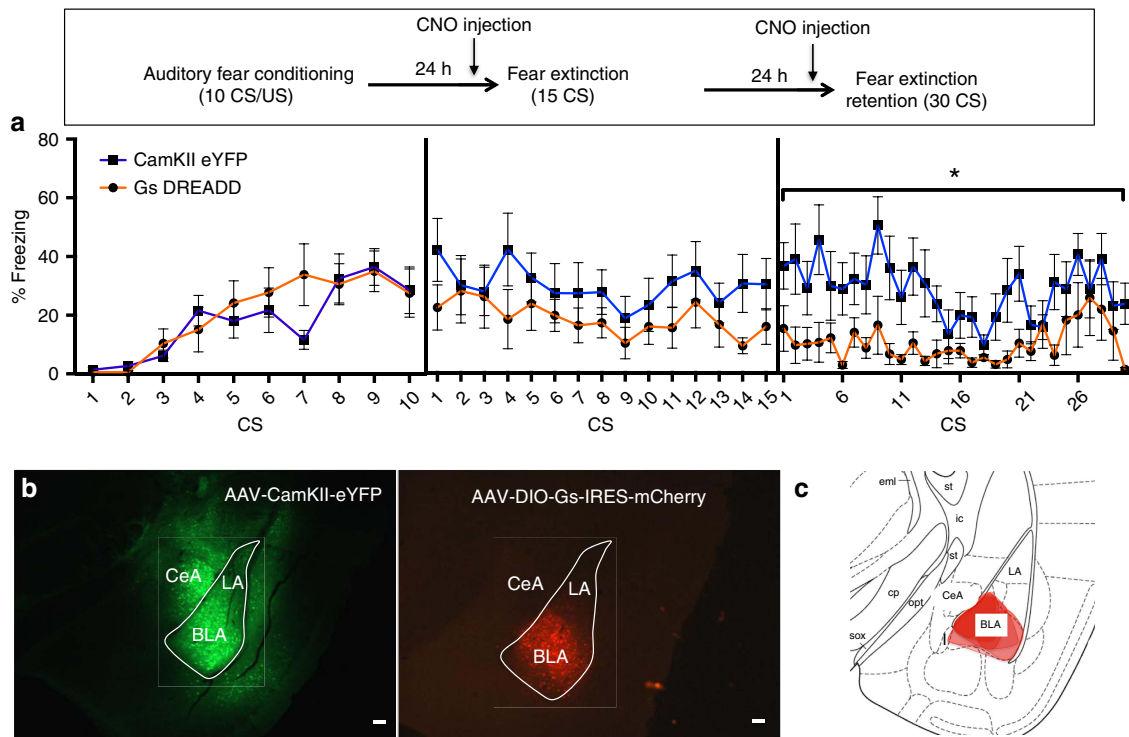 CNO injection
CNO injection
Auditory fear conditioning
(10 CS/US)
24 h
Fear extinction
(15 CS)
24 h
Fear extinction
retention (30 CS)
a
80
60
40
20
0
% Freezing
CamKII eYFP
Gs DREADD
*
1 2 3 4 5 6 7 8 9 10
CS
1 2 3 4 5 6 7 8 9 10 11 12 13 14 15
CS
1 6 11 16 21 26
CS
b
AAV-CamKII-eYFP
CeA
LA
BLA
AAV-DIO-Gs-IRES-mCherry
CeA
LA
BLA
c
eml
st
ic
st
LA
cp
opt
CeA
BLA
sox
I